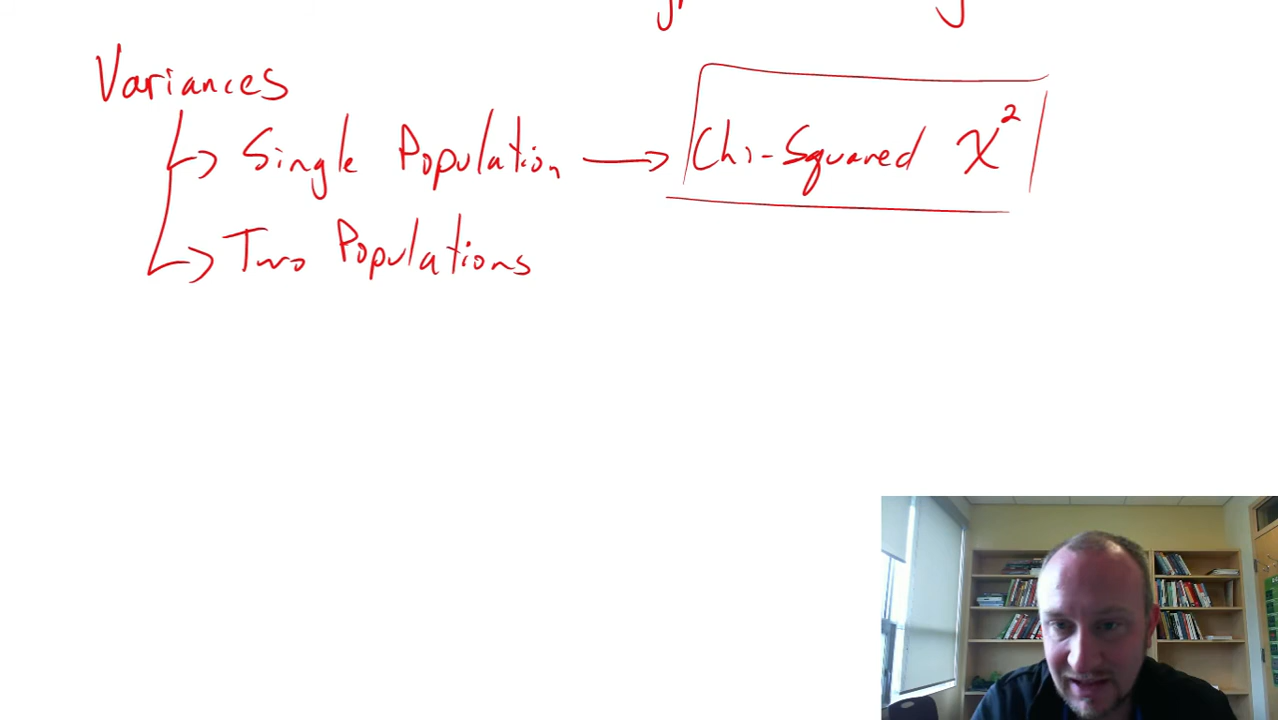 Variances
Single Population → Chi-Squared χ²
Two Populations